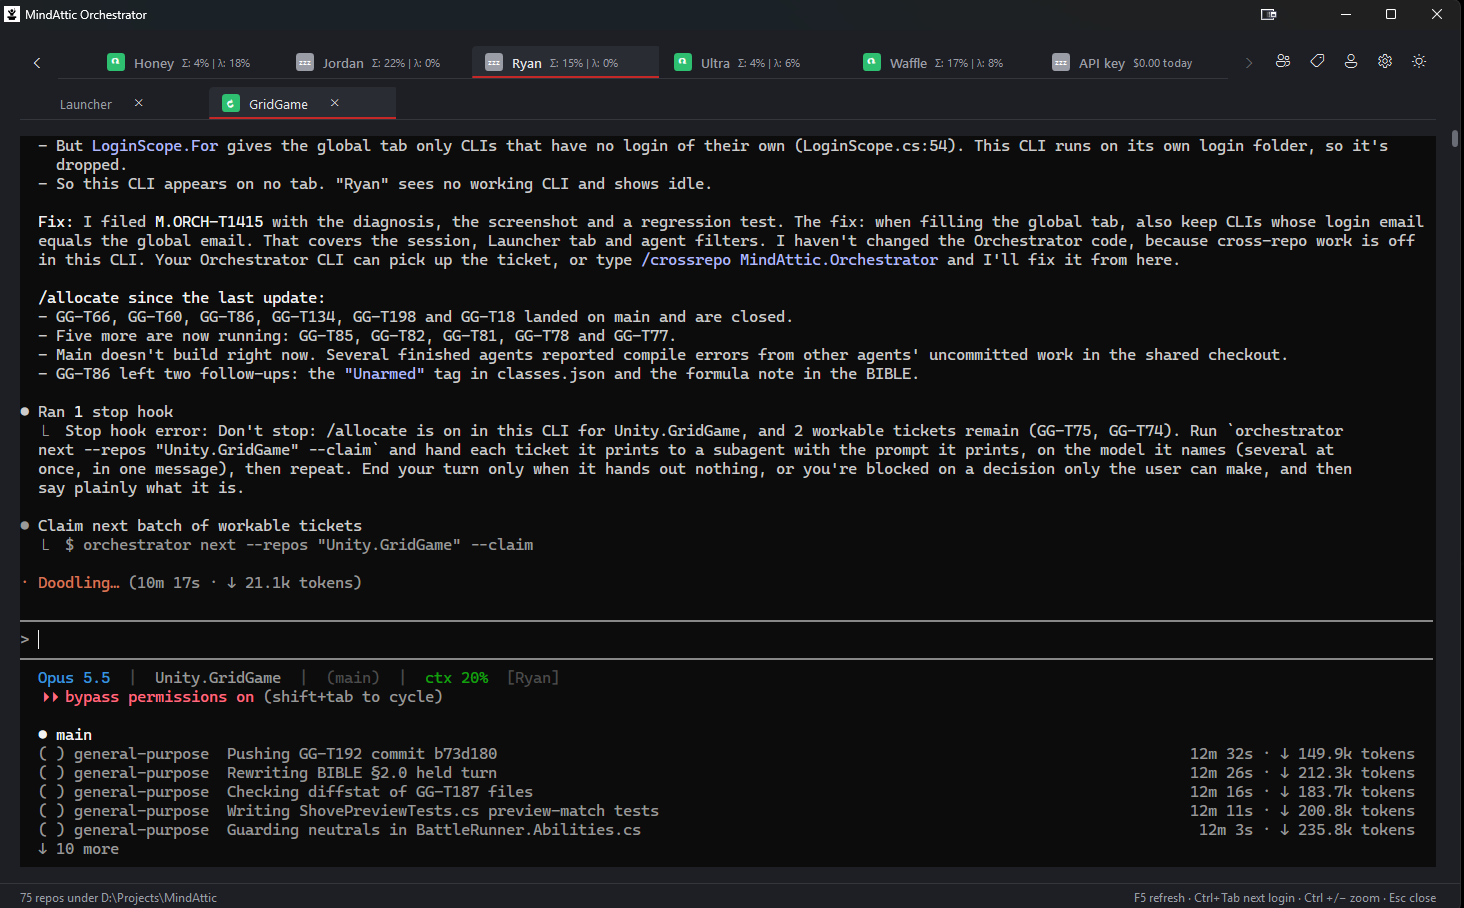 MindAttic Orchestrator
Honey Σ: 4% | λ: 18%
zzz Jordan Σ: 22% | λ: 0%
zzz Ryan Σ: 15% | λ: 0%
Ultra Σ: 4% | λ: 6%
Waffle Σ: 17% | λ: 8%
zzz API key $0.00 today
Launcher ×
GridGame ×
- But LoginScope.For gives the global tab only CLIs that have no login of their own (LoginScope.cs:54). This CLI runs on its own login folder, so it's
dropped.
- So this CLI appears on no tab. "Ryan" sees no working CLI and shows idle.
Fix: I filed M.ORCH-T1415 with the diagnosis, the screenshot and a regression test. The fix: when filling the global tab, also keep CLIs whose login email
equals the global email. That covers the session, Launcher tab and agent filters. I haven't changed the Orchestrator code, because cross-repo work is off
in this CLI. Your Orchestrator CLI can pick up the ticket, or type /crossrepo MindAttic.Orchestrator and I'll fix it from here.
/allocate since the last update:
- GG-T66, GG-T60, GG-T86, GG-T134, GG-T198 and GG-T18 landed on main and are closed.
- Five more are now running: GG-T85, GG-T82, GG-T81, GG-T78 and GG-T77.
- Main doesn't build right now. Several finished agents reported compile errors from other agents' uncommitted work in the shared checkout.
- GG-T86 left two follow-ups: the "Unarmed" tag in classes.json and the formula note in the BIBLE.
● Ran 1 stop hook
└ Stop hook error: Don't stop: /allocate is on in this CLI for Unity.GridGame, and 2 workable tickets remain (GG-T75, GG-T74). Run `orchestrator
next --repos "Unity.GridGame" --claim` and hand each ticket it prints to a subagent with the prompt it prints, on the model it names (several at
once, in one message), then repeat. End your turn only when it hands out nothing, or you're blocked on a decision only the user can make, and then
say plainly what it is.
● Claim next batch of workable tickets
└ $ orchestrator next --repos "Unity.GridGame" --claim
· Doodling… (10m 17s · ↓ 21.1k tokens)
>
Opus 5.5 | Unity.GridGame | (main) | ctx 20% [Ryan]
⏵⏵ bypass permissions on (shift+tab to cycle)
● main
( ) general-purpose Pushing GG-T192 commit b73d180 12m 32s · ↓ 149.9k tokens
( ) general-purpose Rewriting BIBLE §2.0 held turn 12m 26s · ↓ 212.3k tokens
( ) general-purpose Checking diffstat of GG-T187 files 12m 16s · ↓ 183.7k tokens
( ) general-purpose Writing ShovePreviewTests.cs preview-match tests 12m 11s · ↓ 200.8k tokens
( ) general-purpose Guarding neutrals in BattleRunner.Abilities.cs 12m 3s · ↓ 235.8k tokens
↓ 10 more
75 repos under D:\Projects\MindAttic
F5 refresh · Ctrl+Tab next login · Ctrl +/− zoom · Esc close